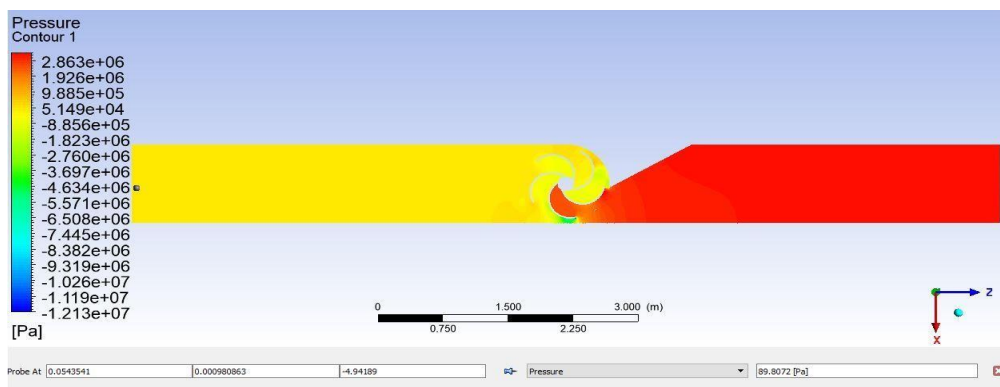 Pressure
Contour 1
2.863e+06
1.926e+06
9.885e+05
5.149e+04
-8.856e+05
-1.823e+06
-2.760e+06
-3.697e+06
-4.634e+06
-5.571e+06
-6.508e+06
-7.445e+06
-8.382e+06
-9.319e+06
-1.026e+07
-1.119e+07
-1.213e+07
[Pa]
0 1.500 3.000 (m)
0.750 2.250
Z
X
Probe At 0.0543541 0.000980863 -4.94189 Pressure 89.8072 [Pa]